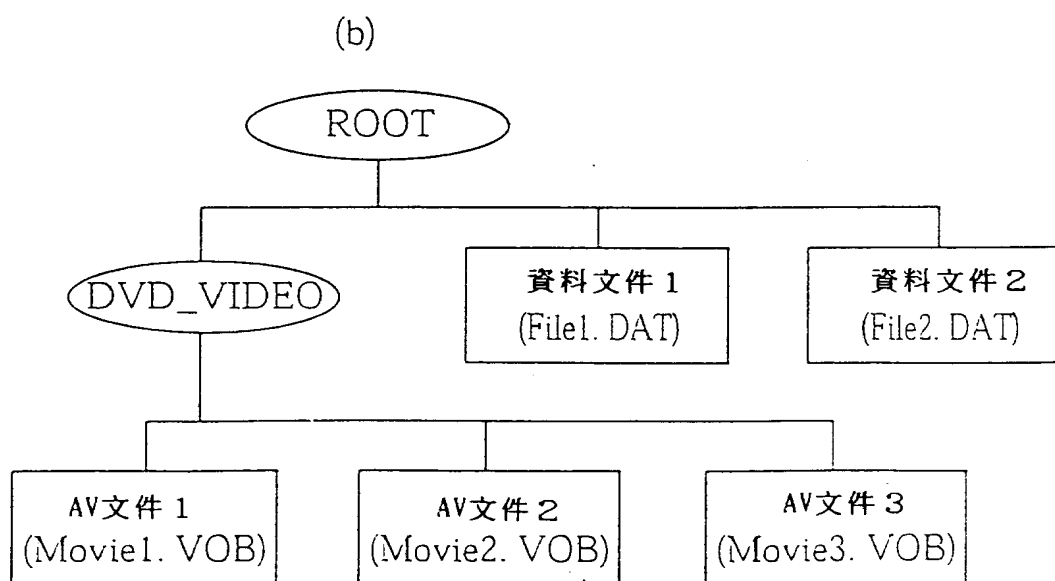 (b)
ROOT
DVD_VIDEO
資料文件1
(File1. DAT)
資料文件2
(File2. DAT)
AV文件1
(Movie1. VOB)
AV文件2
(Movie2. VOB)
AV文件3
(Movie3. VOB)